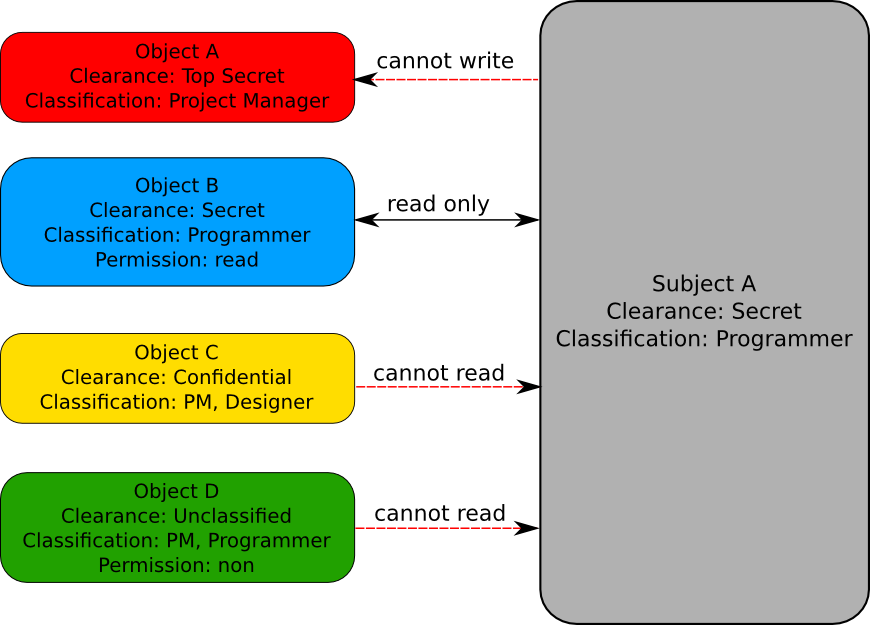 Object A
Clearance: Top Secret
Classification: Project Manager
cannot write
Object B
Clearance: Secret
Classification: Programmer
Permission: read
read only
Object C
Clearance: Confidential
Classification: PM, Designer
cannot read
Object D
Clearance: Unclassified
Classification: PM, Programmer
Permission: non
cannot read
Subject A
Clearance: Secret
Classification: Programmer